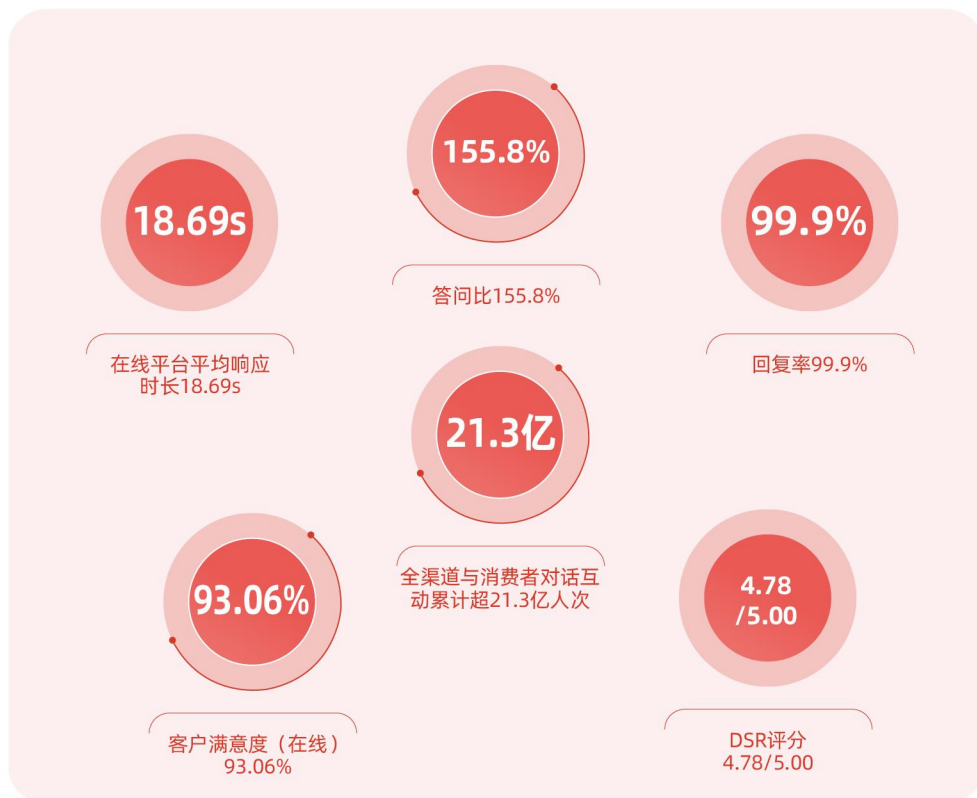 155.8%
答问比155.8%
18.69s
在线平台平均响应
时长18.69s
99.9%
回复率99.9%
21.3亿
全渠道与消费者对话互
动累计超21.3亿人次
93.06%
客户满意度（在线）
93.06%
4.78
/5.00
DSR评分
4.78/5.00